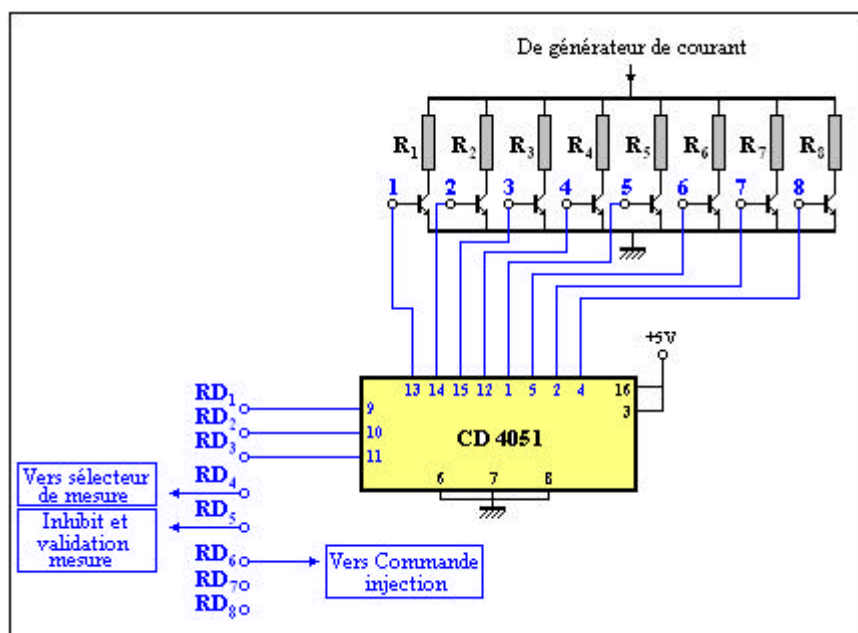 De générateur de courant
R1 R2 R3 R4 R5 R6 R7 R8
1 2 3 4 5 6 7 8
+5V
13 14 15 12 1 5 2 4 16
3
RD1
9
RD2
10
RD3
11
CD 4051
6 7 8
Vers sélecteur
de mesure
RD4
Inhibit et
validation
mesure
RD5
RD6
Vers Commande
injection
RD7
RD8